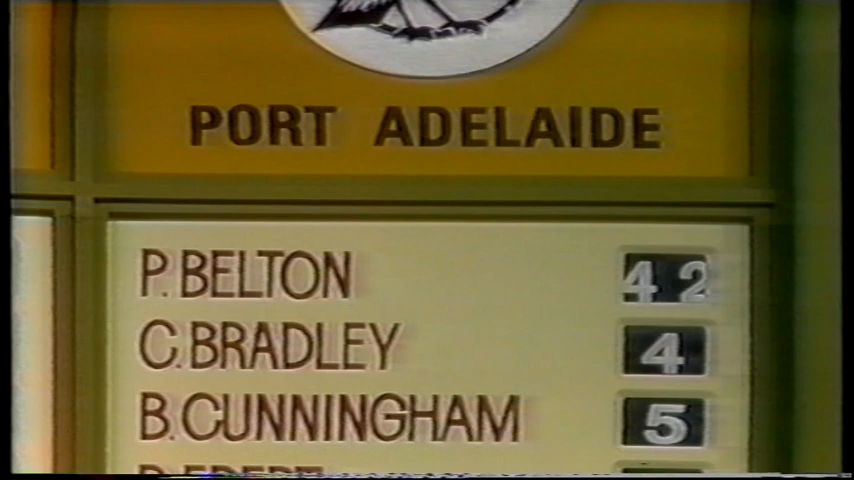 PORT ADELAIDE
P. BELTON 42
C. BRADLEY 4
B. CUNNINGHAM 5